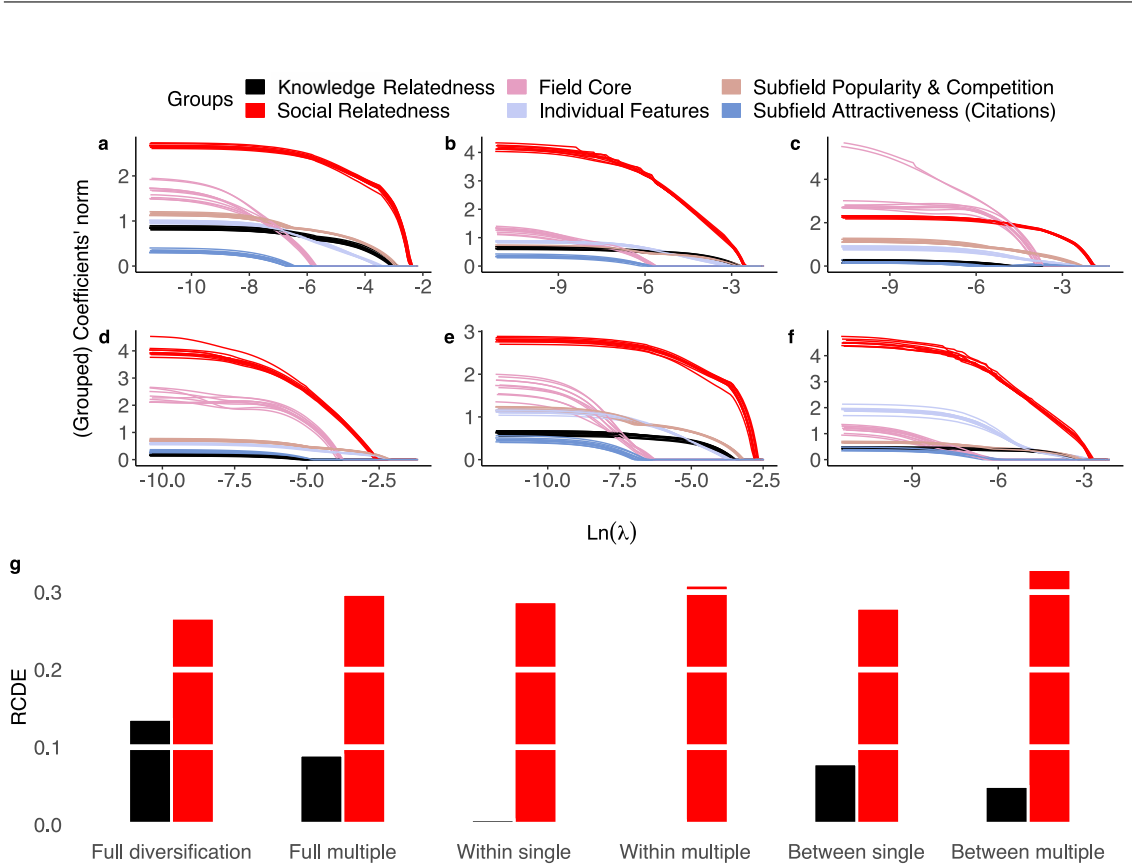 Groups
Knowledge Relatedness
Field Core
Subfield Popularity & Competition
Social Relatedness
Individual Features
Subfield Attractiveness (Citations)
(Grouped) Coefficients' norm
a
2
1
0
-10
-8
-6
-4
-2
b
4
3
2
1
0
-9
-6
-3
c
4
2
0
-9
-6
-3
d
4
3
2
1
0
-10.0
-7.5
-5.0
-2.5
e
3
2
1
0
-10.0
-7.5
-5.0
-2.5
f
4
3
2
1
0
-9
-6
-3
Ln(λ)
g
RCDE
0.3
0.2
0.1
0.0
Full diversification
Full multiple
Within single
Within multiple
Between single
Between multiple